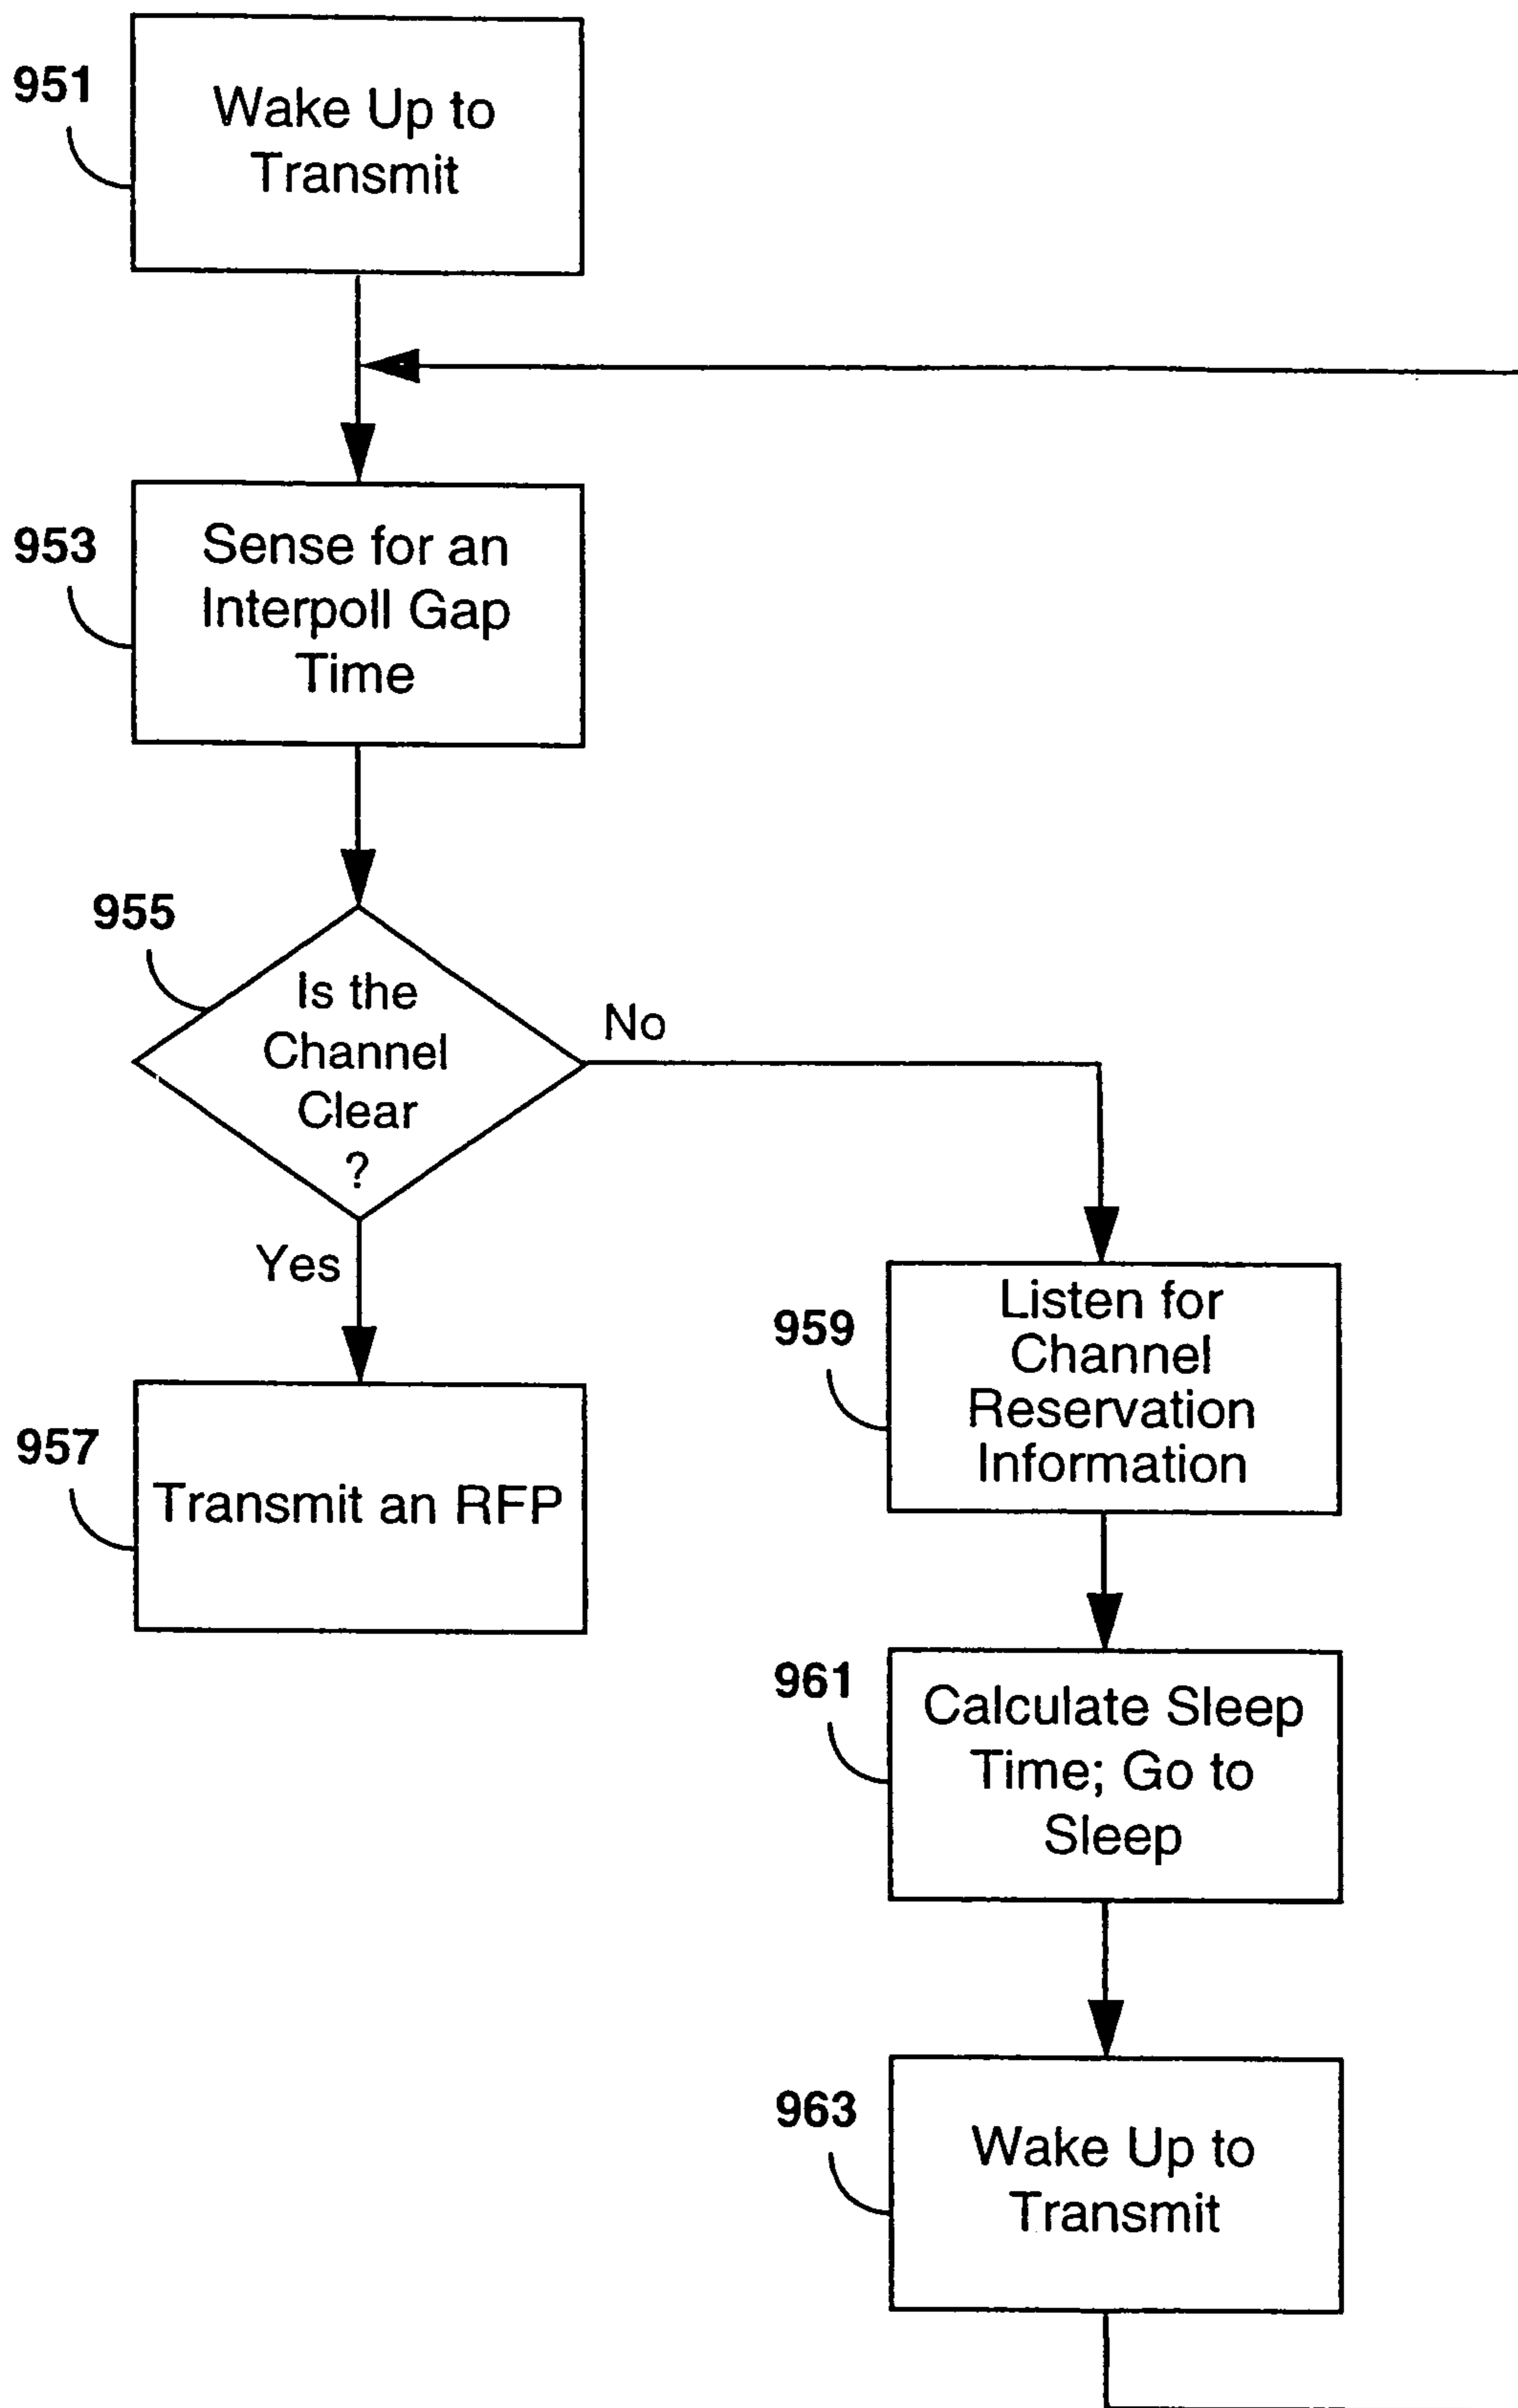 951
Wake Up to
Transmit
953
Sense for an
Interpoll Gap
Time
955
Is the
Channel
Clear
?
No
Yes
957
Transmit an RFP
959
Listen for
Channel
Reservation
Information
961
Calculate Sleep
Time; Go to
Sleep
963
Wake Up to
Transmit